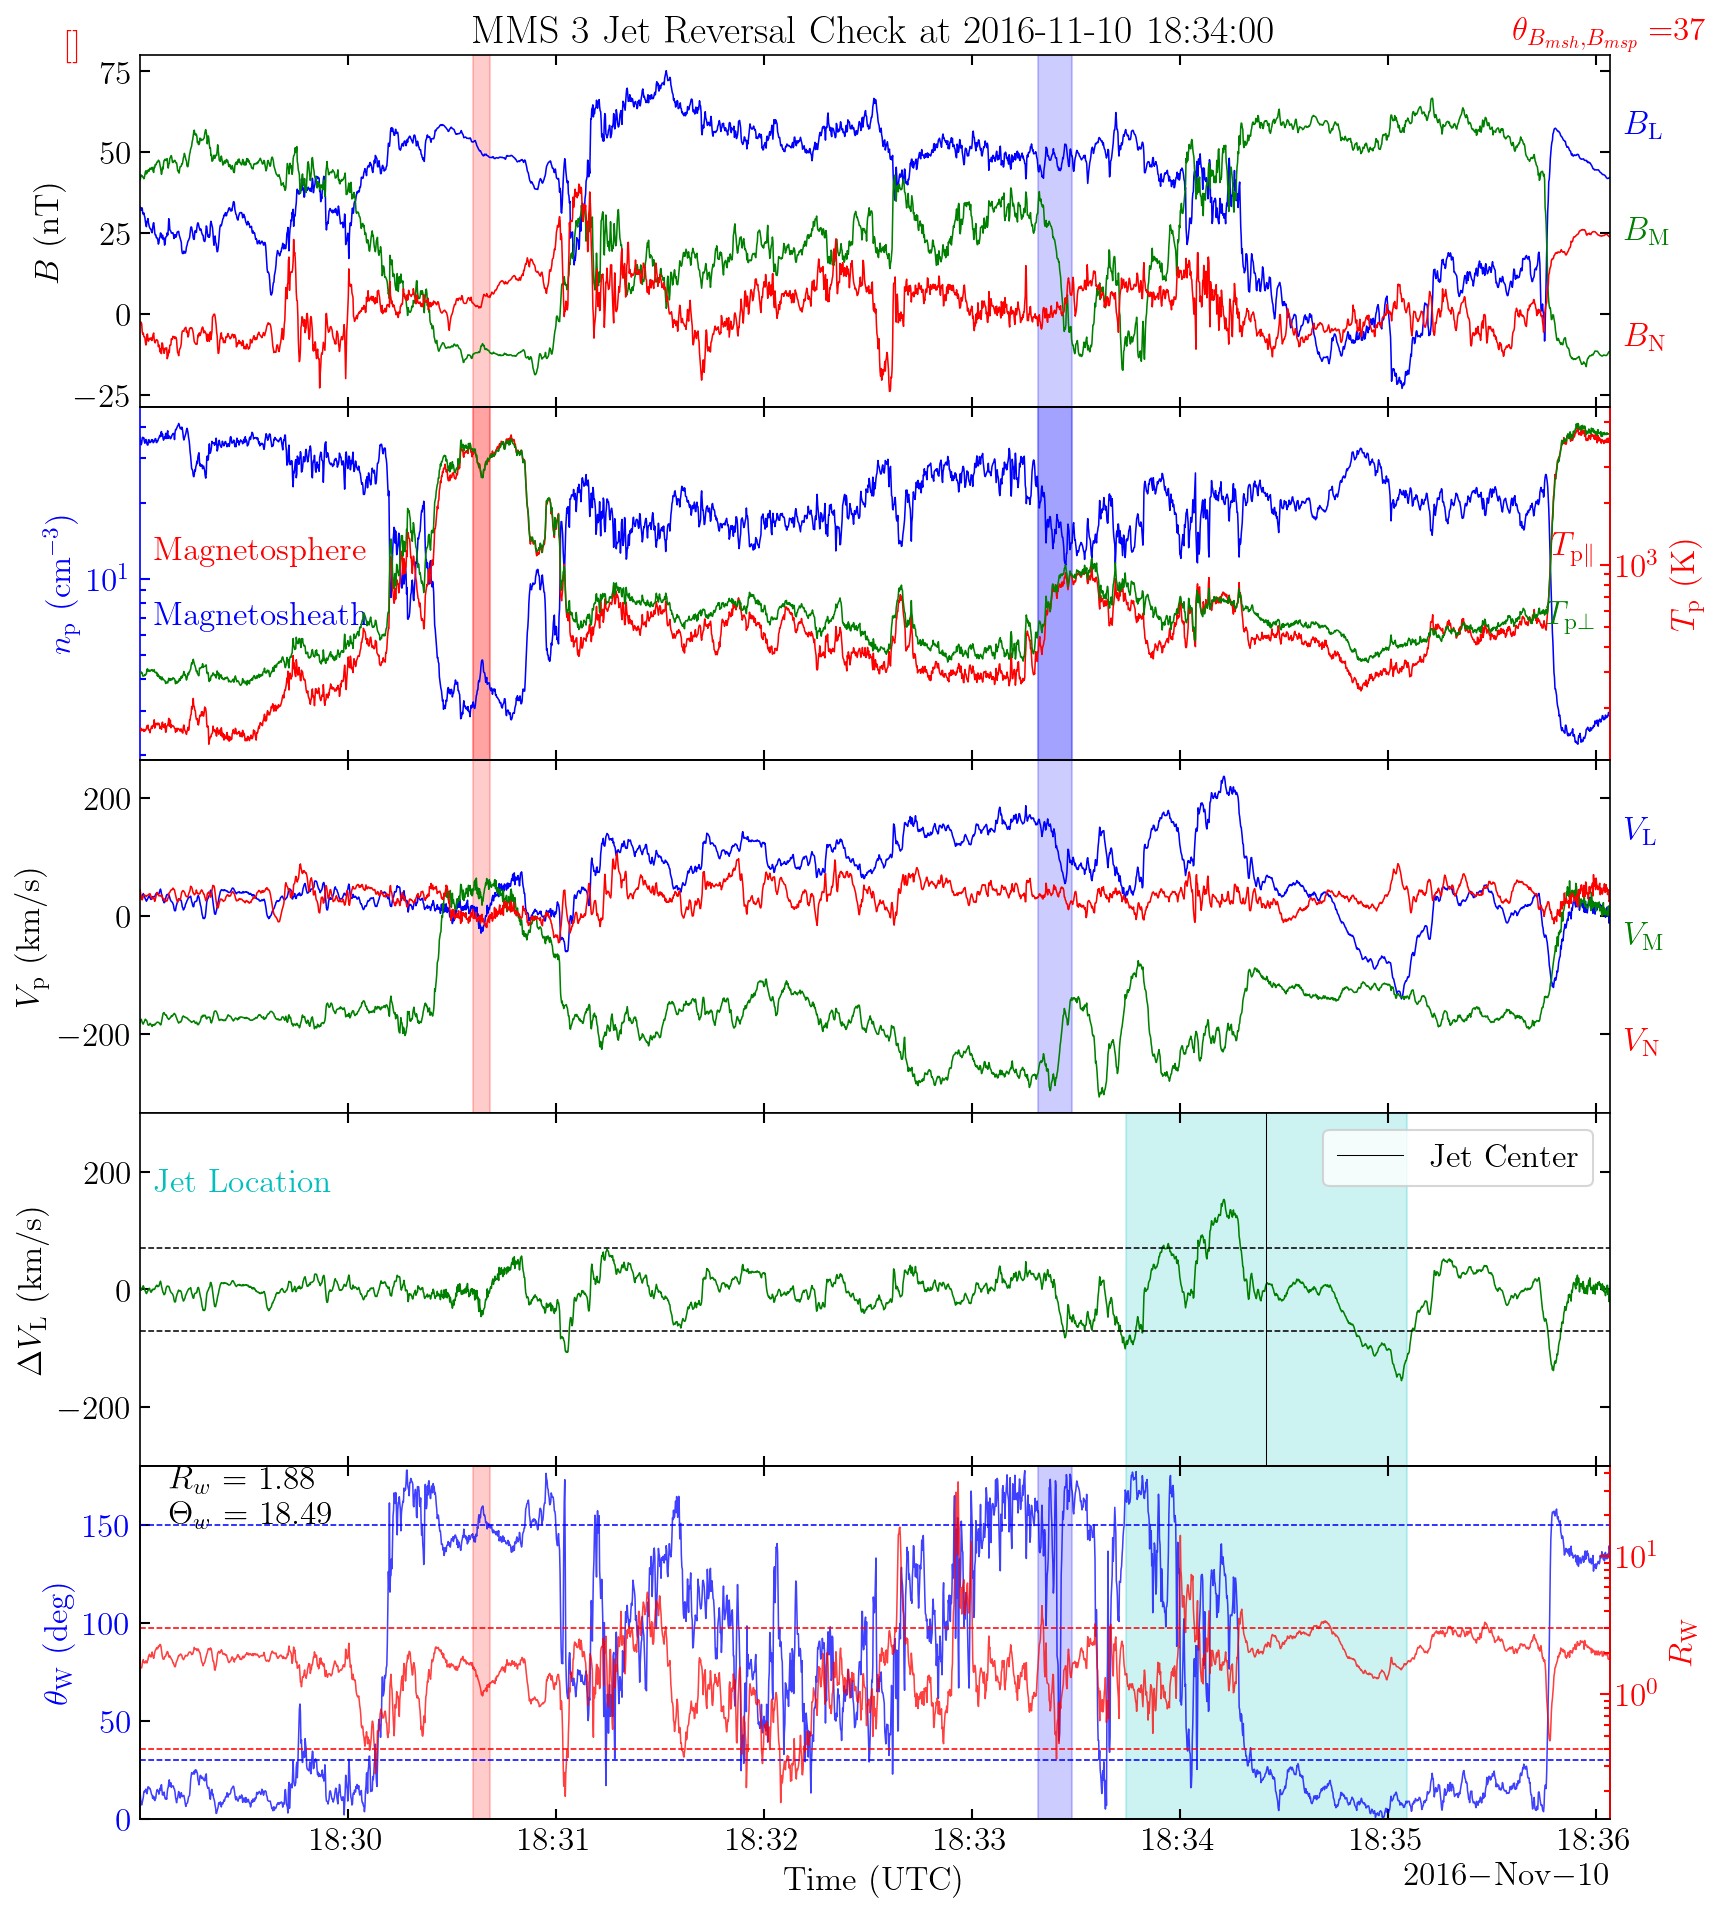 MMS 3 Jet Reversal Check at 2016-11-10 18:34:00
θ_{B_{msh},B_{msp}} =37
75
50
25
0
−25
B (nT)
B_L
B_M
B_N
10^1
n_p (cm^{−3})
Magnetosphere
Magnetosheath
T_{p∥}
T_{p⊥}
10^3
T_p (K)
200
0
−200
V_p (km/s)
V_L
V_M
V_N
200
0
−200
ΔV_L (km/s)
Jet Location
Jet Center
R_w = 1.88
Θ_w = 18.49
150
100
50
0
θ_W (deg)
10^1
10^0
R_W
18:30 18:31 18:32 18:33 18:34 18:35 18:36
Time (UTC)
2016−Nov−10